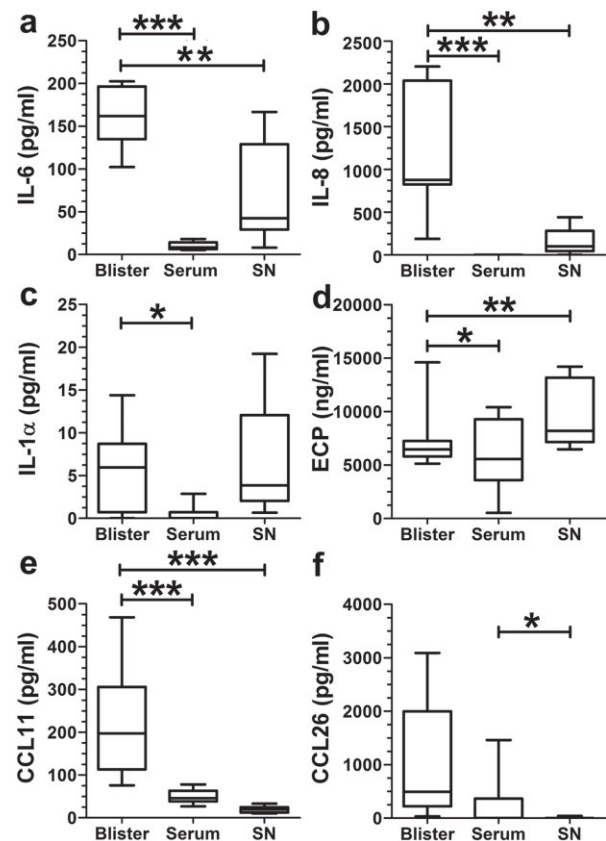 a
***
**
IL-6 (pg/ml)
250
200
150
100
50
0
Blister Serum SN
b
**
***
IL-8 (pg/ml)
2500
2000
1500
1000
500
0
Blister Serum SN
c
*
IL-1α (pg/ml)
25
20
15
10
5
0
Blister Serum SN
d
**
*
ECP (ng/ml)
20000
15000
10000
5000
0
Blister Serum SN
e
***
***
CCL11 (pg/ml)
500
400
300
200
100
0
Blister Serum SN
f
*
CCL26 (pg/ml)
4000
3000
2000
1000
0
Blister Serum SN